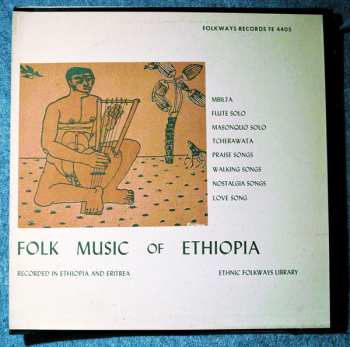 FOLKWAYS RECORDS FE 4405
MBILTA
FLUTE SOLO
MASONQUO SOLO
TCHERAWATA
PRAISE SONGS
WALKING SONGS
NOSTALGIA SONGS
LOVE SONG
FOLK MUSIC OF ETHIOPIA
RECORDED IN ETHIOPIA AND ERITREA
ETHNIC FOLKWAYS LIBRARY